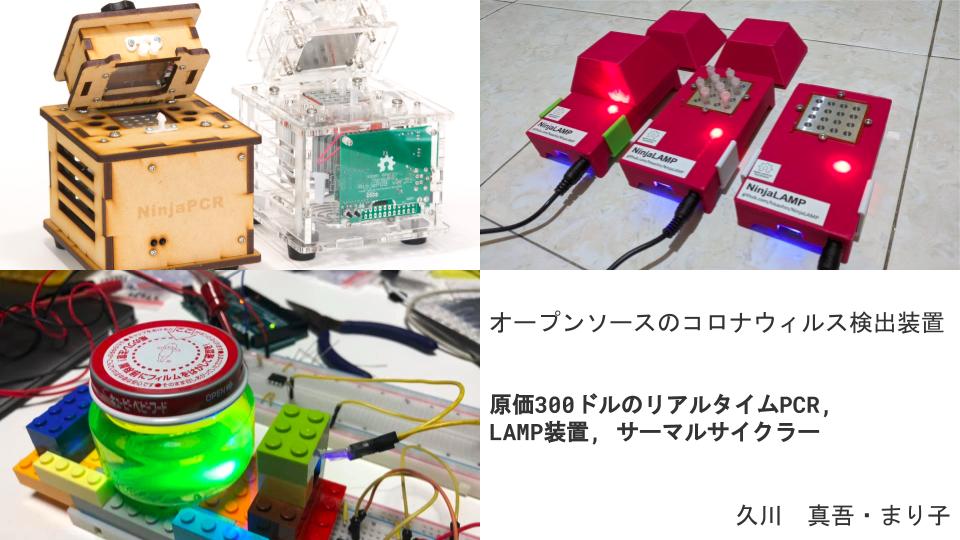 NinjaPCR
NinjaLAMP
NinjaLAMP
NinjaLAMP
OPEN
オープンソースのコロナウィルス検出装置
原価300ドルのリアルタイムPCR,
LAMP装置, サーマルサイクラー
久川　真吾・まり子